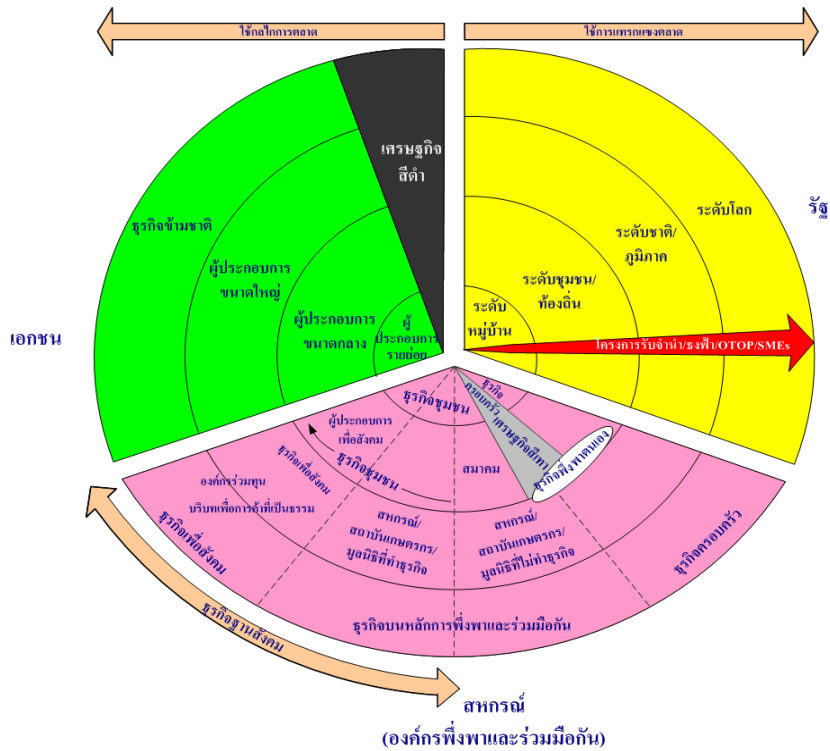 ใช้กลไกการตลาด
ใช้การแทรกแซงตลาด
เศรษฐกิจ
สีดำ
ธุรกิจข้ามชาติ
ผู้ประกอบการ
ขนาดใหญ่
ผู้ประกอบการ
ขนาดกลาง
ผู้
ประกอบการ
รายย่อย
เอกชน
ระดับโลก
ระดับชาติ/
ภูมิภาค
ระดับชุมชน/
ท้องถิ่น
ระดับ
หมู่บ้าน
รัฐ
โครงการรับจำนำ/ธงฟ้า/OTOP/SMEs
ธุรกิจ
ครอบครัว
ธุรกิจชุมชน
เศรษฐกิจสีเทา
ธุรกิจพึ่งพาตนเอง
ผู้ประกอบการ
เพื่อสังคม
ธุรกิจชุมชน
ธุรกิจเพื่อสังคม
สมาคม
องค์กรร่วมทุน
บริบทเพื่อการค้าที่เป็นธรรม
สหกรณ์/
สถาบันเกษตรกร/
มูลนิธิที่ทำธุรกิจ
สหกรณ์/
สถาบันเกษตรกร/
มูลนิธิที่ไม่ทำธุรกิจ
ธุรกิจเพื่อสังคม
ธุรกิจครอบครัว
ธุรกิจบนหลักการพึ่งพาและร่วมมือกัน
ธุรกิจฐานสังคม
สหกรณ์
(องค์กรพึ่งพาและร่วมมือกัน)